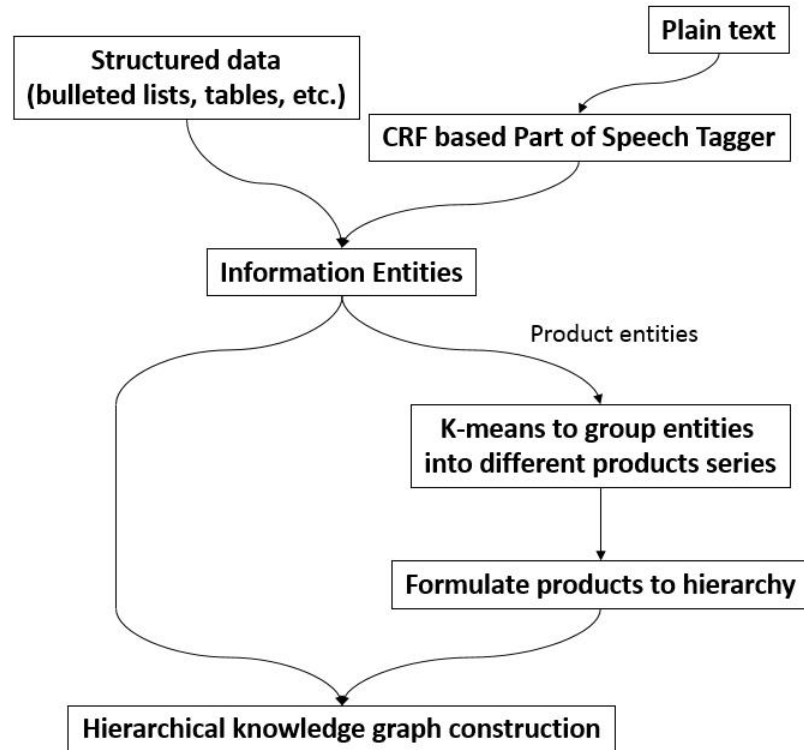 Plain text
Structured data
(bulleted lists, tables, etc.)
CRF based Part of Speech Tagger
Information Entities
Product entities
K-means to group entities
into different products series
Formulate products to hierarchy
Hierarchical knowledge graph construction